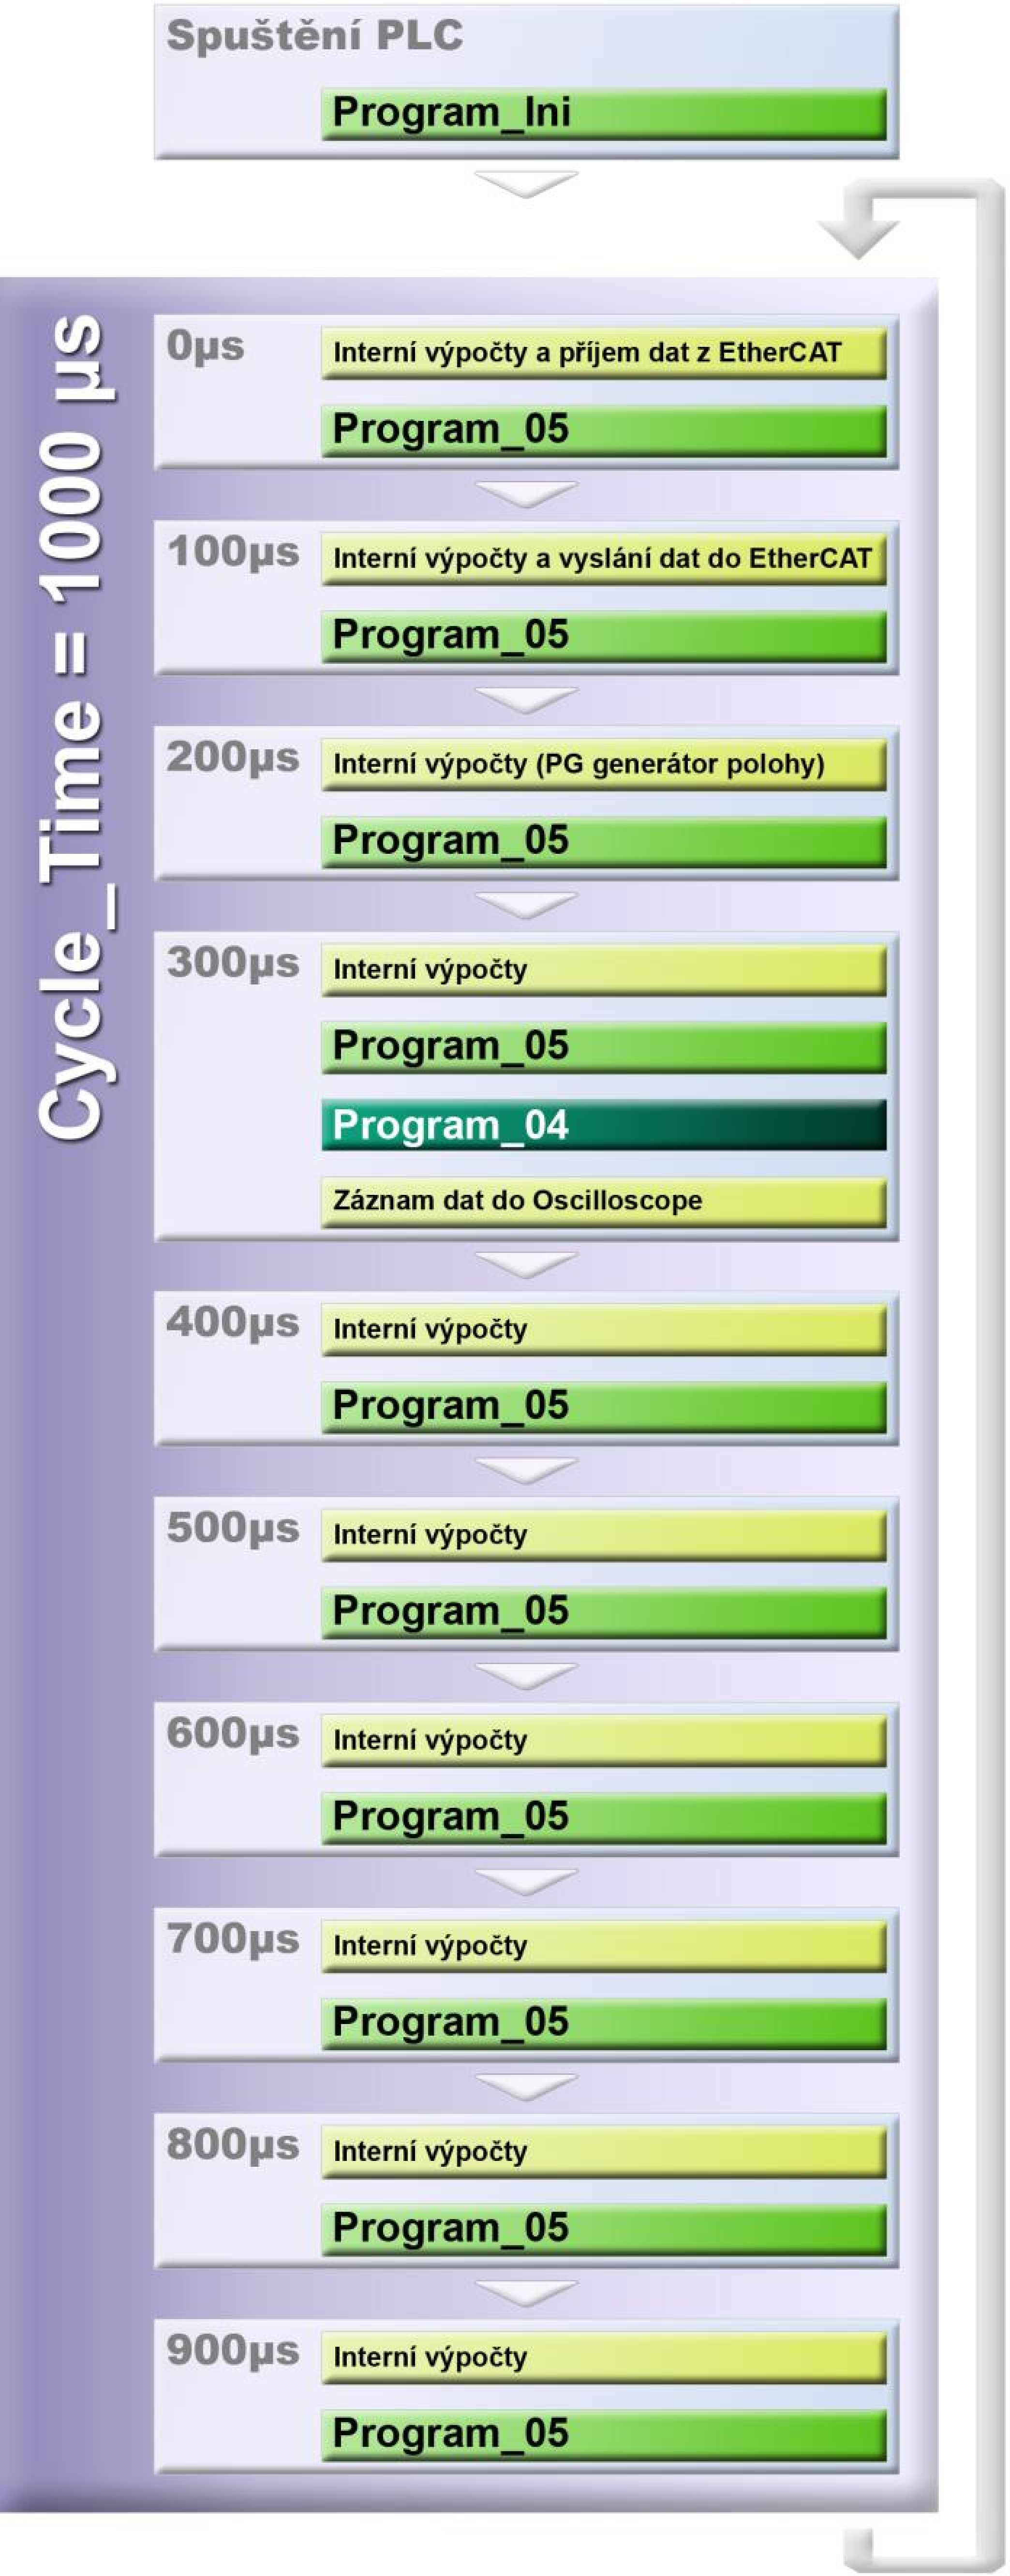 Spuštění PLC
Program_Ini
Cycle_Time = 1000 µs
0µs
Interní výpočty a příjem dat z EtherCAT
Program_05
100µs
Interní výpočty a vyslání dat do EtherCAT
Program_05
200µs
Interní výpočty (PG generátor polohy)
Program_05
300µs
Interní výpočty
Program_05
Program_04
Záznam dat do Oscilloscope
400µs
Interní výpočty
Program_05
500µs
Interní výpočty
Program_05
600µs
Interní výpočty
Program_05
700µs
Interní výpočty
Program_05
800µs
Interní výpočty
Program_05
900µs
Interní výpočty
Program_05